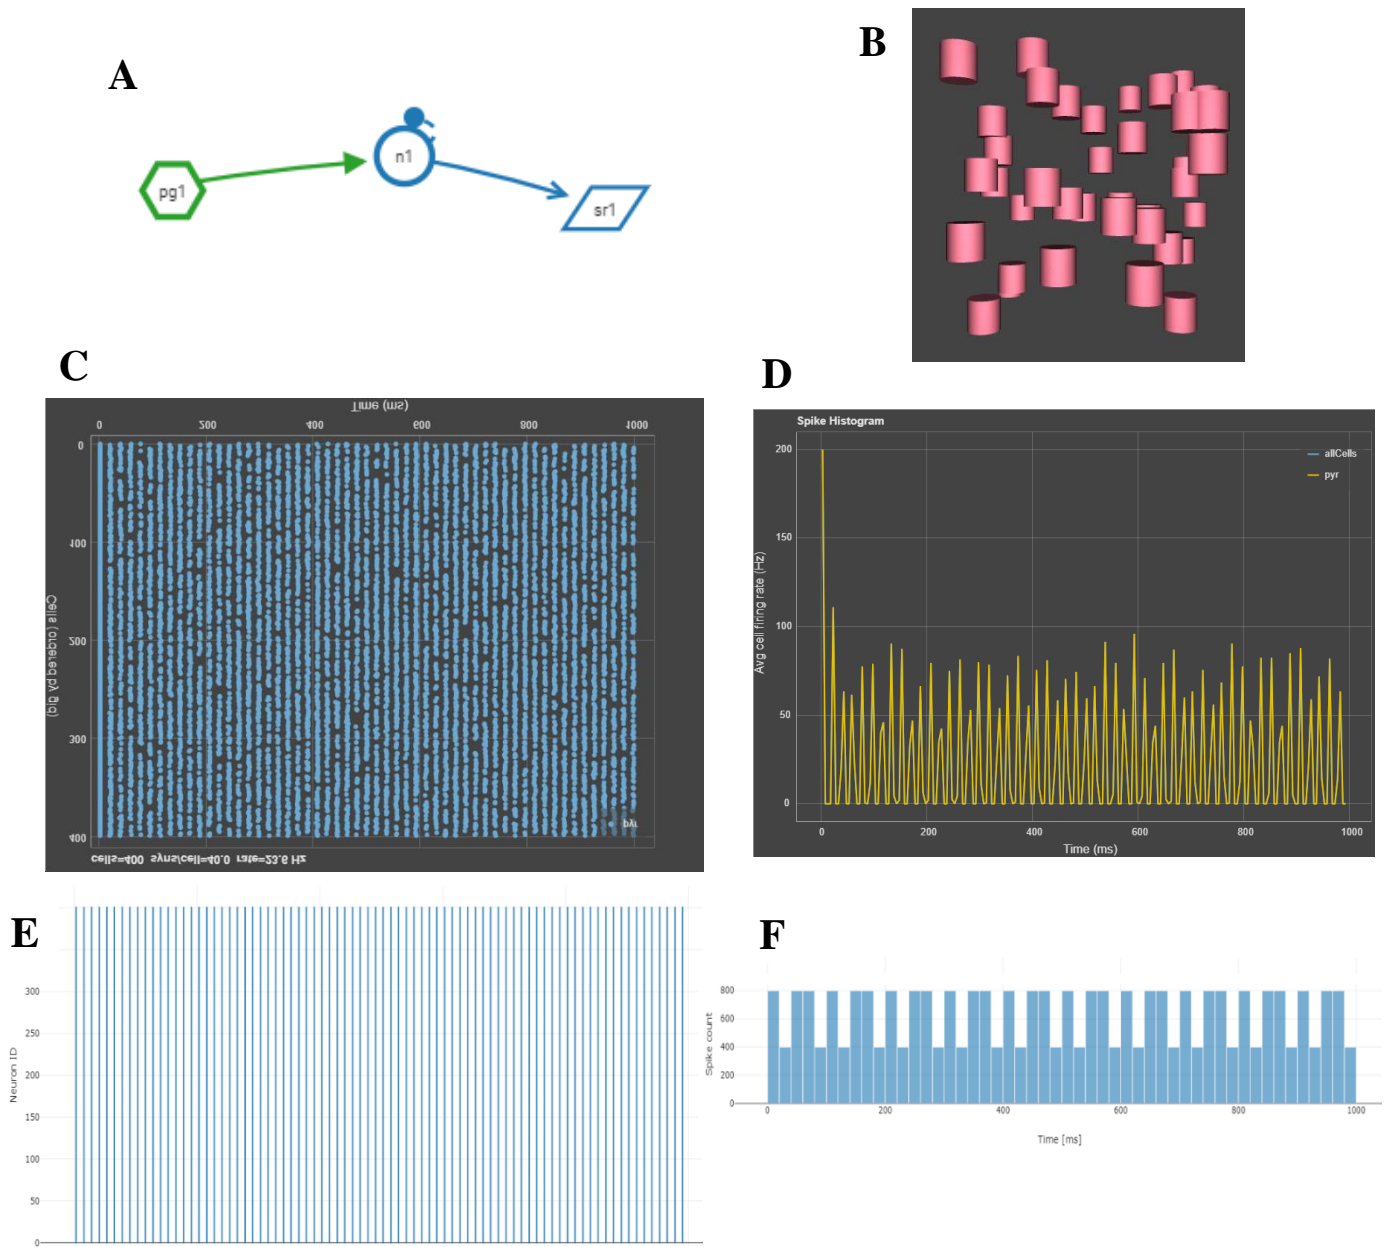 A
pg1
n1
sr1
B
C
Time (ms)
0 200 400 600 800 1000
0
100
200
300
400
Cells (ordered by gid)
pyr
cells=400 syns/cell=40.0 rate=23.6 Hz
D
Spike Histogram
allCells
pyr
200
150
100
50
0
Avg cell firing rate (Hz)
0 200 400 600 800 1000
Time (ms)
E
300
250
200
150
100
50
0
Neuron ID
F
800
600
400
200
0
Spike count
0 200 400 600 800 1000
Time [ms]